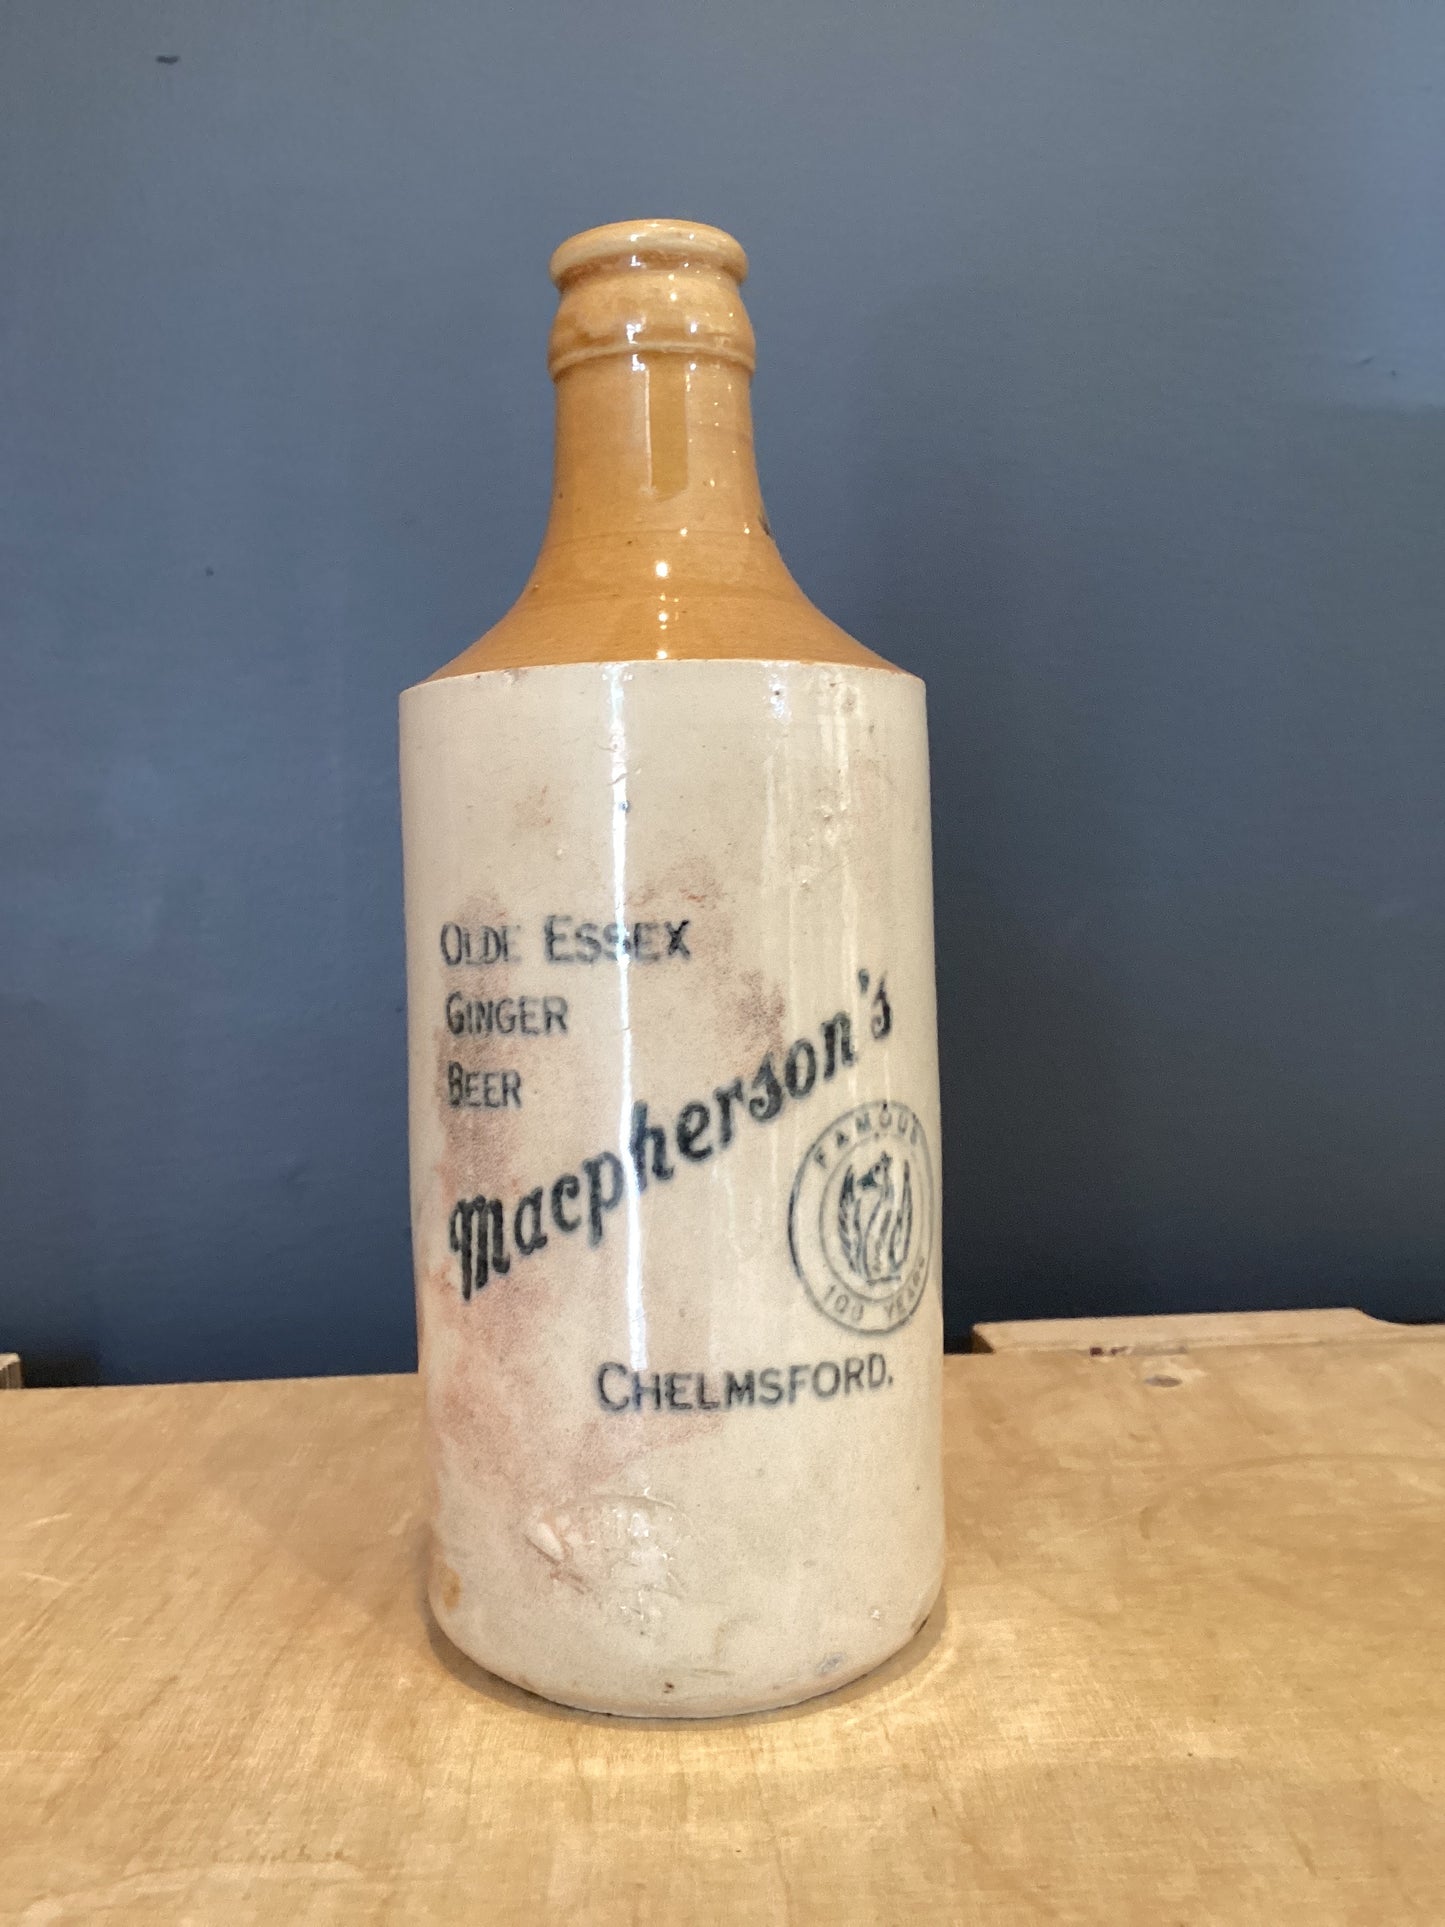 OLDE ESSEX
GINGER
BEER
Macpherson's
FAMOUS
100 YEARS
CHELMSFORD.